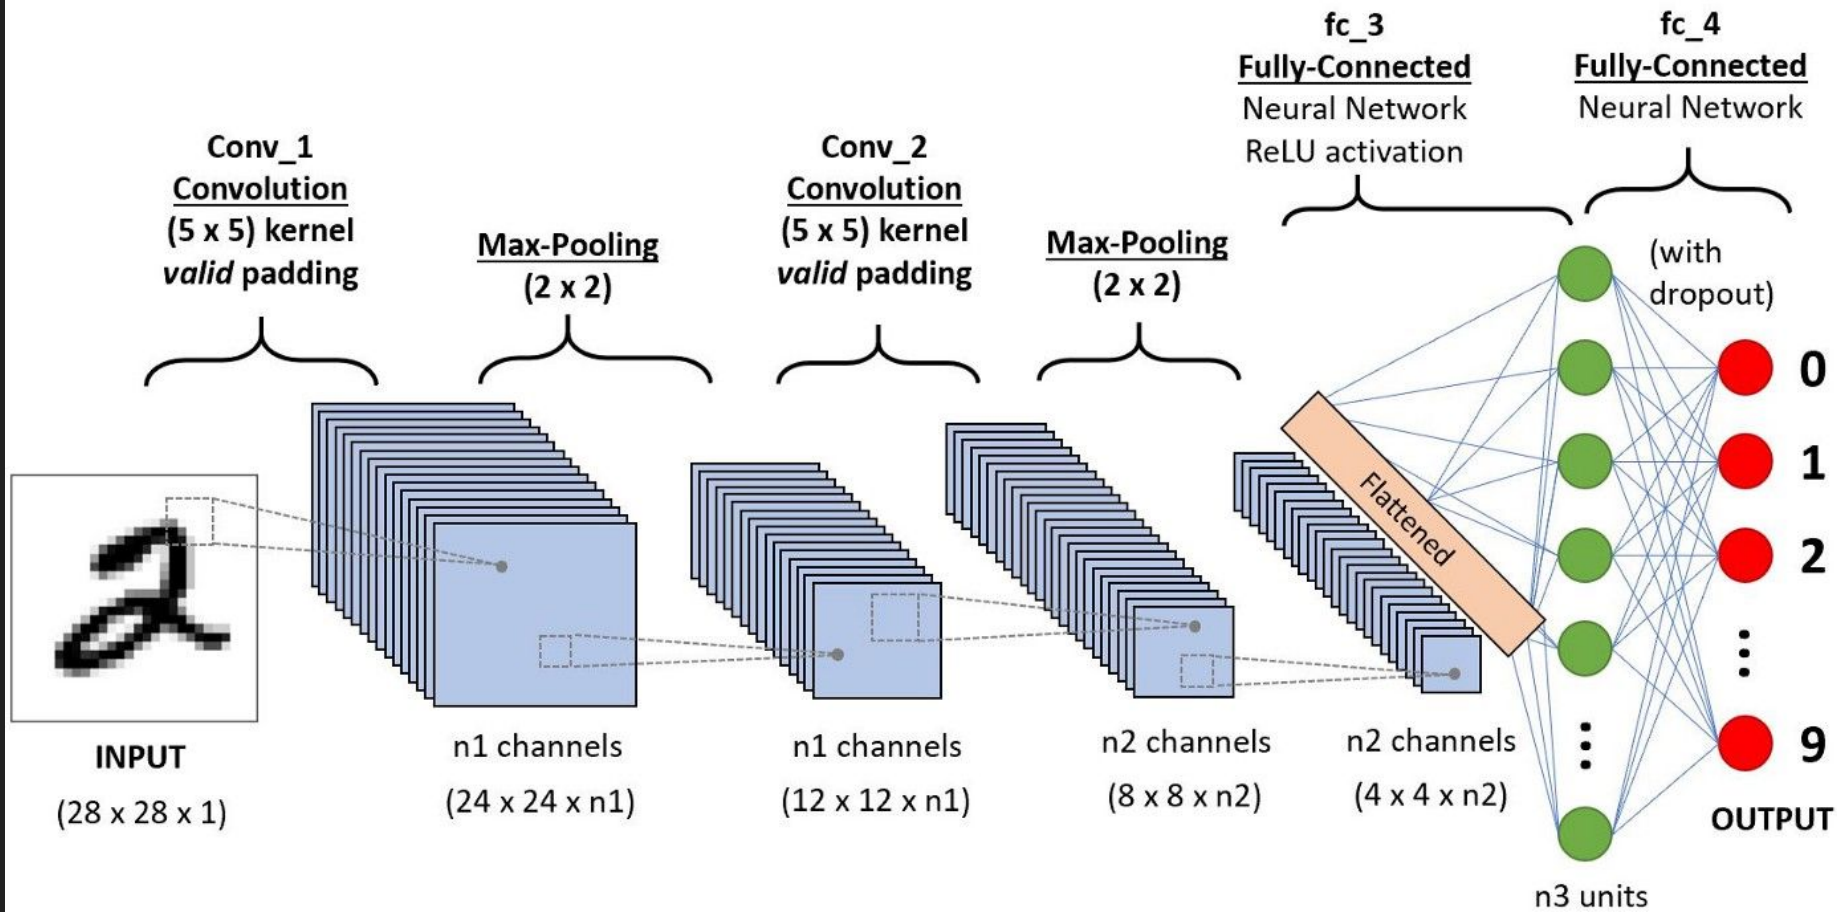 Conv_1
Convolution
(5 x 5) kernel
valid padding
Max-Pooling
(2 x 2)
Conv_2
Convolution
(5 x 5) kernel
valid padding
Max-Pooling
(2 x 2)
fc_3
Fully-Connected
Neural Network
ReLU activation
fc_4
Fully-Connected
Neural Network
(with
dropout)
Flattened
0
1
2
9
INPUT
(28 x 28 x 1)
n1 channels
(24 x 24 x n1)
n1 channels
(12 x 12 x n1)
n2 channels
(8 x 8 x n2)
n2 channels
(4 x 4 x n2)
n3 units
OUTPUT